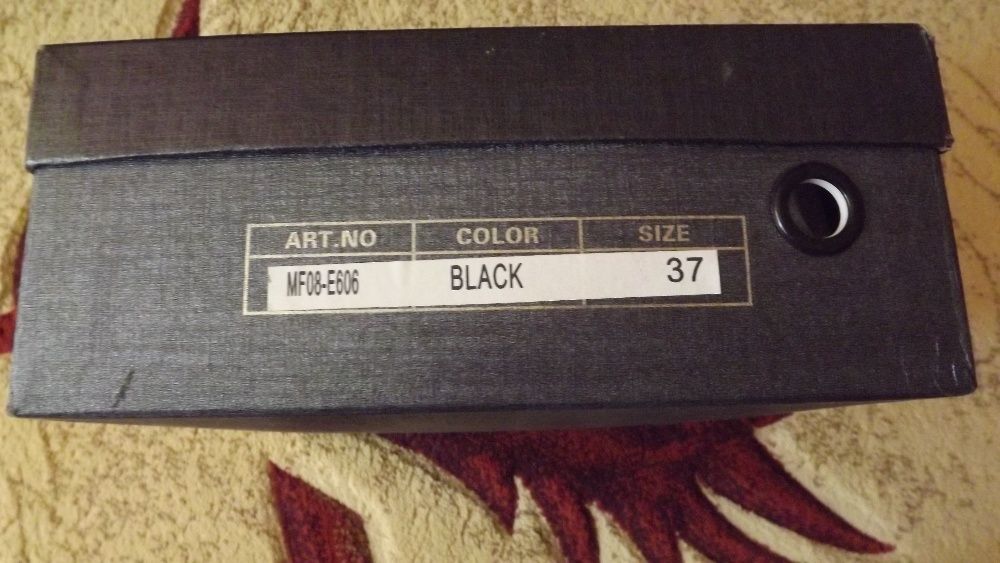 ART.NO COLOR SIZE
MF08-E606 BLACK 37